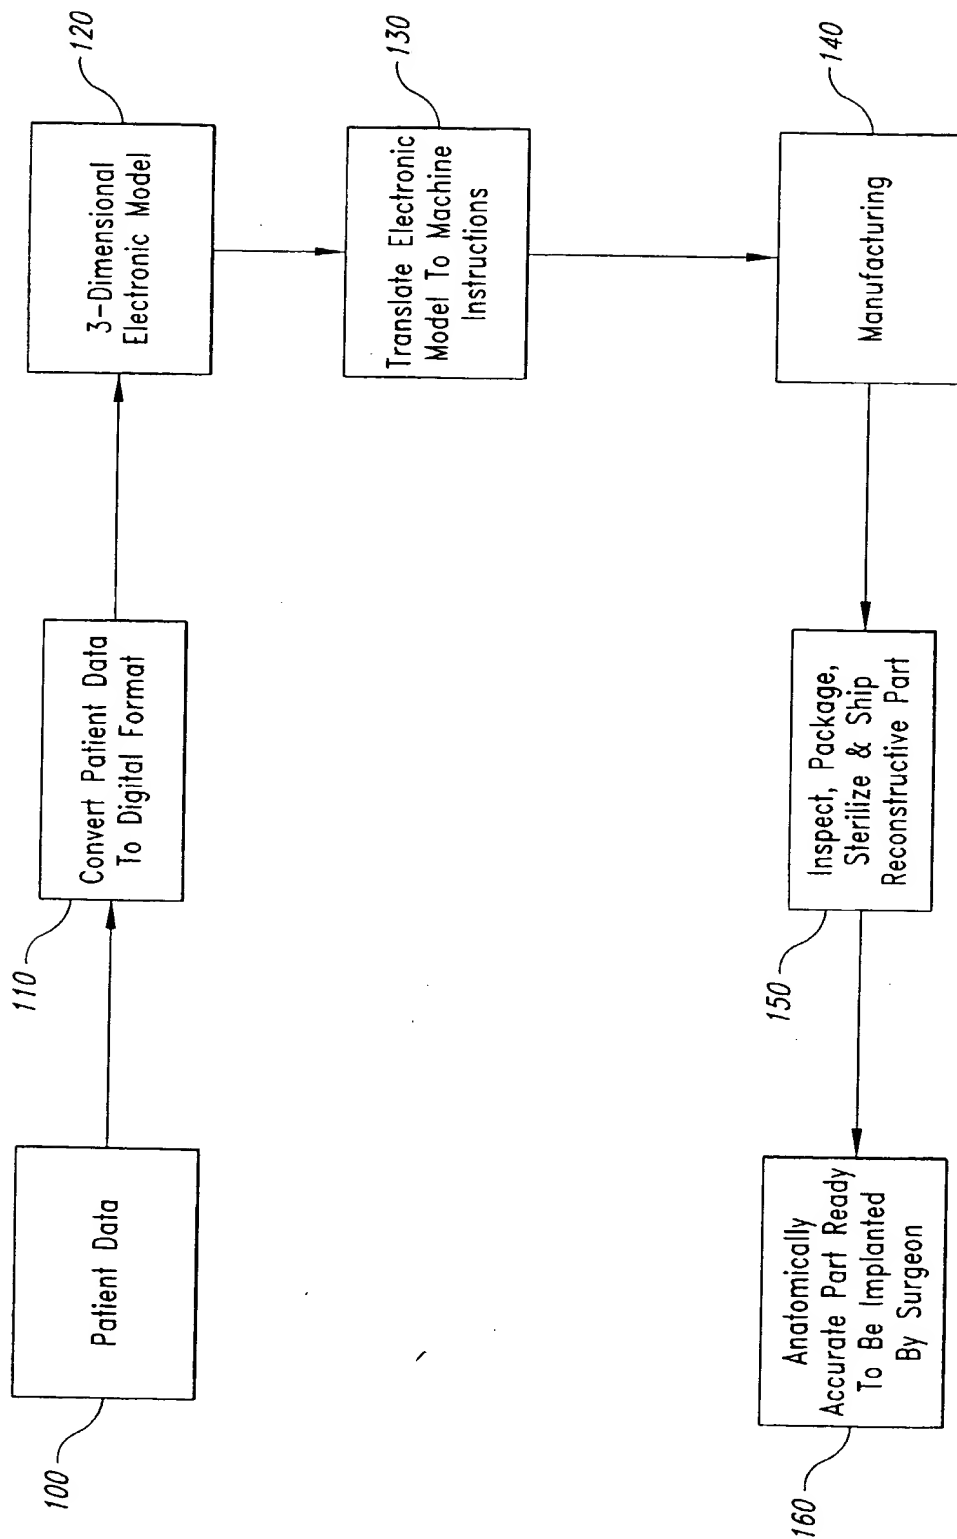 100
Patient Data
110
Convert Patient Data
To Digital Format
120
3-Dimensional
Electronic Model
130
Translate Electronic
Model To Machine
Instructions
140
Manufacturing
150
Inspect, Package,
Sterilize & Ship
Reconstructive Part
160
Anatomically
Accurate Part Ready
To Be Implanted
By Surgeon